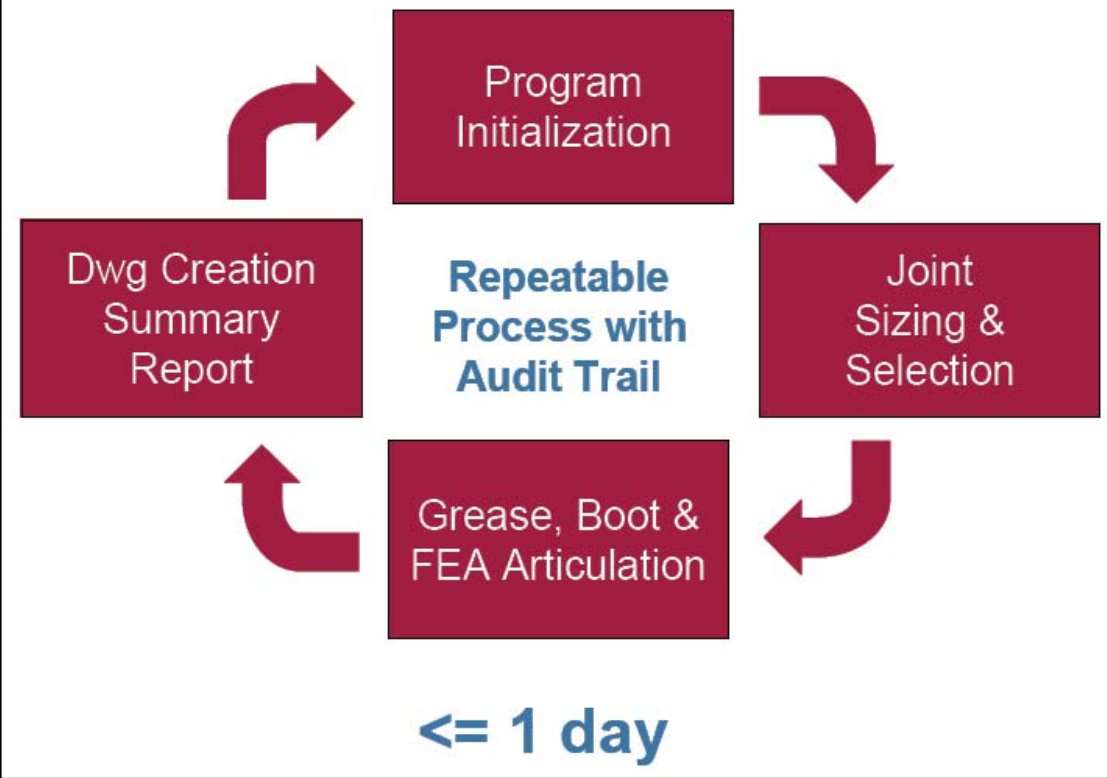 Program
Initialization
Joint
Sizing &
Selection
Grease, Boot &
FEA Articulation
Dwg Creation
Summary
Report
Repeatable
Process with
Audit Trail
<= 1 day